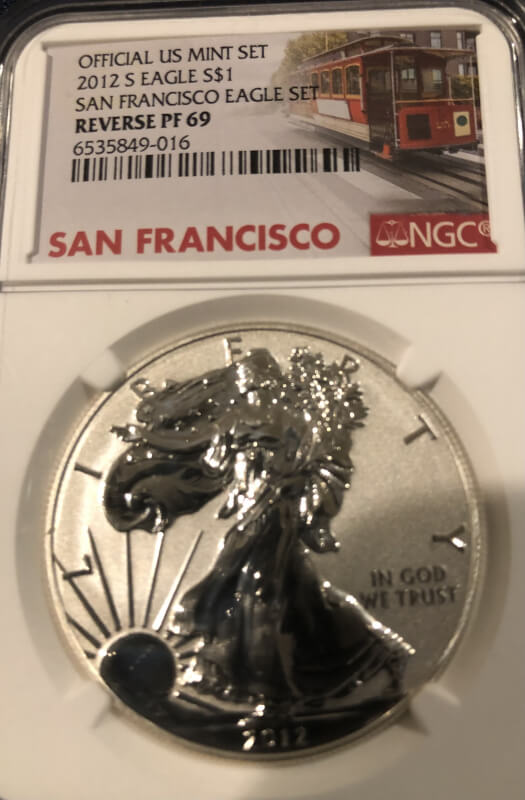 OFFICIAL US MINT SET
2012 S EAGLE S$1
SAN FRANCISCO EAGLE SET
REVERSE PF 69
6535849-016
SAN FRANCISCO
NGC®
LIBERTY
IN GOD
WE TRUST
2012